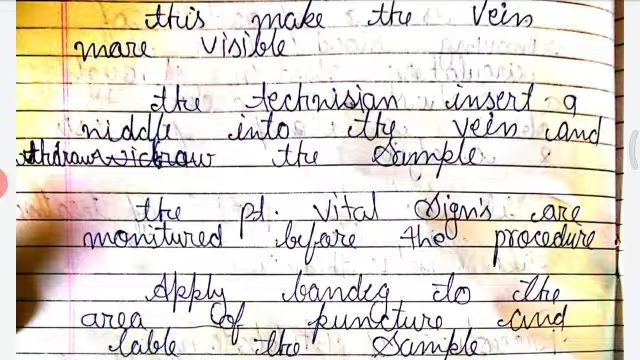 this make the vein
mare visible
the technisian insert a
niddle into the vein and
the sample
the pt. vital signs are
monitured before the procedure
Apply bandeg to the
area of puncture and
lable the sample